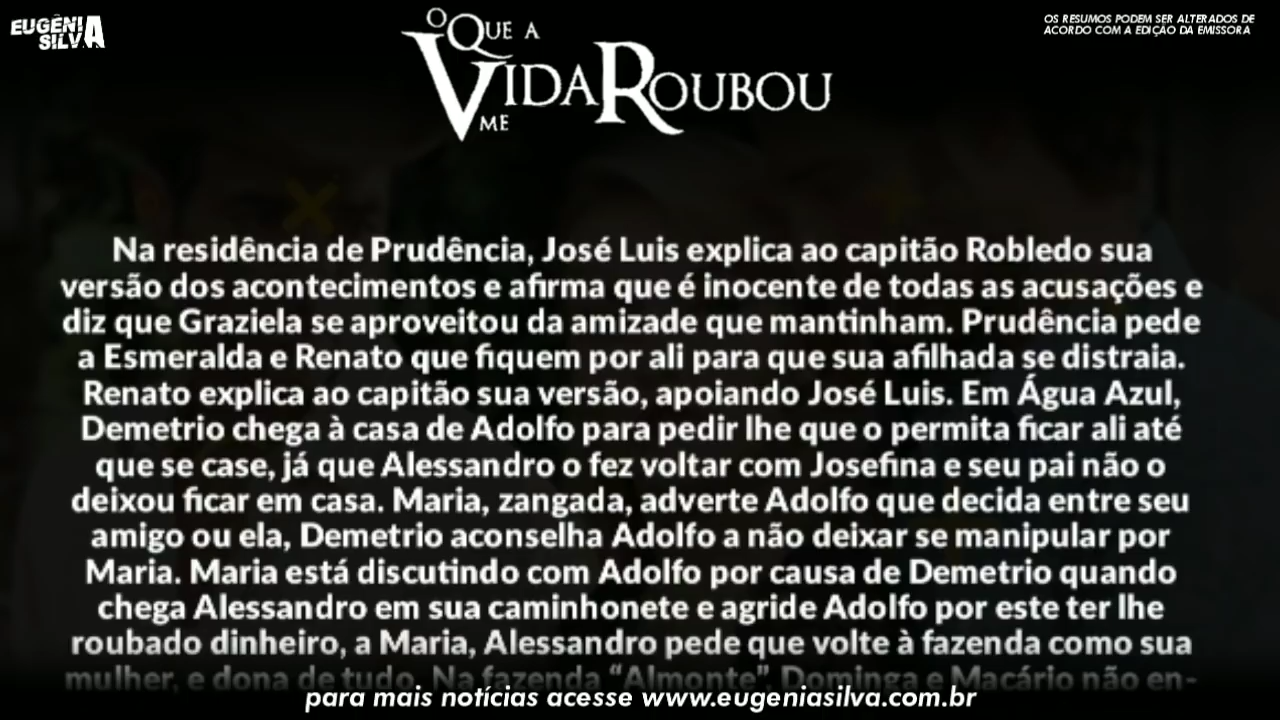 EUGÊNIA
SILVA
OS RESUMOS PODEM SER ALTERADOS DE
ACORDO COM A EDIÇÃO DA EMISSORA
O QUE A
VIDA ROUBOU
ME
Na residência de Prudência, José Luis explica ao capitão Robledo sua
versão dos acontecimentos e afirma que é inocente de todas as acusações e
diz que Graziela se aproveitou da amizade que mantinham. Prudência pede
a Esmeralda e Renato que fiquem por ali para que sua afilhada se distraia.
Renato explica ao capitão sua versão, apoiando José Luis. Em Água Azul,
Demetrio chega à casa de Adolfo para pedir lhe que o permita ficar ali até
que se case, já que Alessandro o fez voltar com Josefina e seu pai não o
deixou ficar em casa. Maria, zangada, adverte Adolfo que decida entre seu
amigo ou ela, Demetrio aconselha Adolfo a não deixar se manipular por
Maria. Maria está discutindo com Adolfo por causa de Demetrio quando
chega Alessandro em sua caminhonete e agride Adolfo por este ter lhe
roubado dinheiro, a Maria, Alessandro pede que volte à fazenda como sua
mulher, e dona de tudo. Na fazenda “Almonte”, Dominga e Macário não en-
para mais notícias acesse www.eugeniasilva.com.br